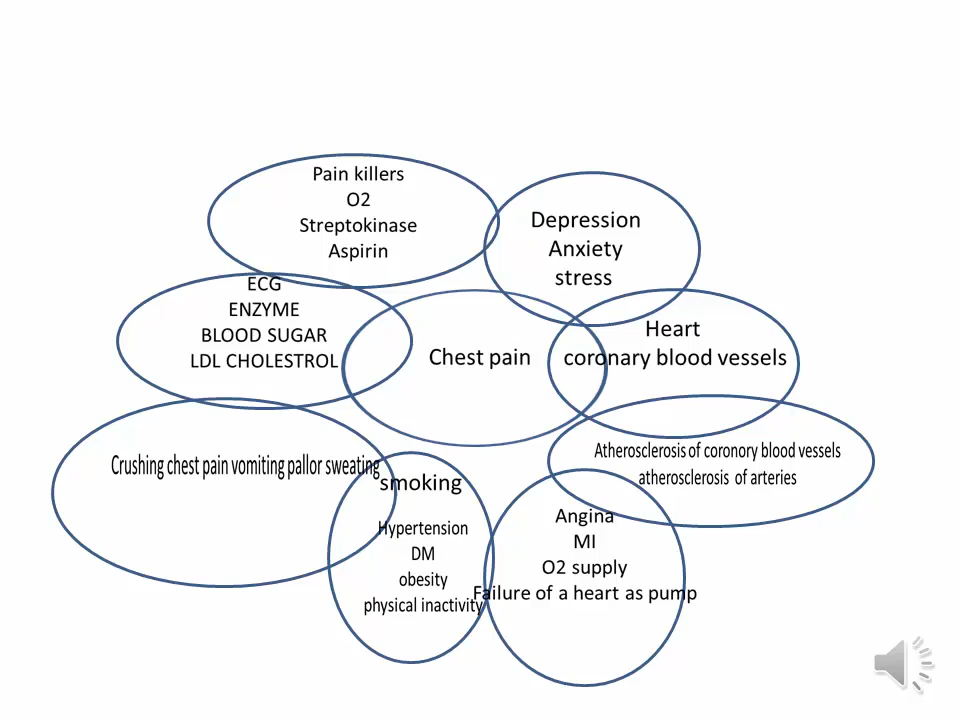 Pain killers
O2
Streptokinase
Aspirin
Depression
Anxiety
stress
ECG
ENZYME
BLOOD SUGAR
LDL CHOLESTROL
Chest pain
Heart
coronary blood vessels
Crushing chest pain vomiting pallor sweating
Atherosclerosis of coronory blood vessels
atherosclerosis of arteries
smoking
Hypertension
DM
obesity
physical inactivity
Angina
MI
O2 supply
Failure of a heart as pump